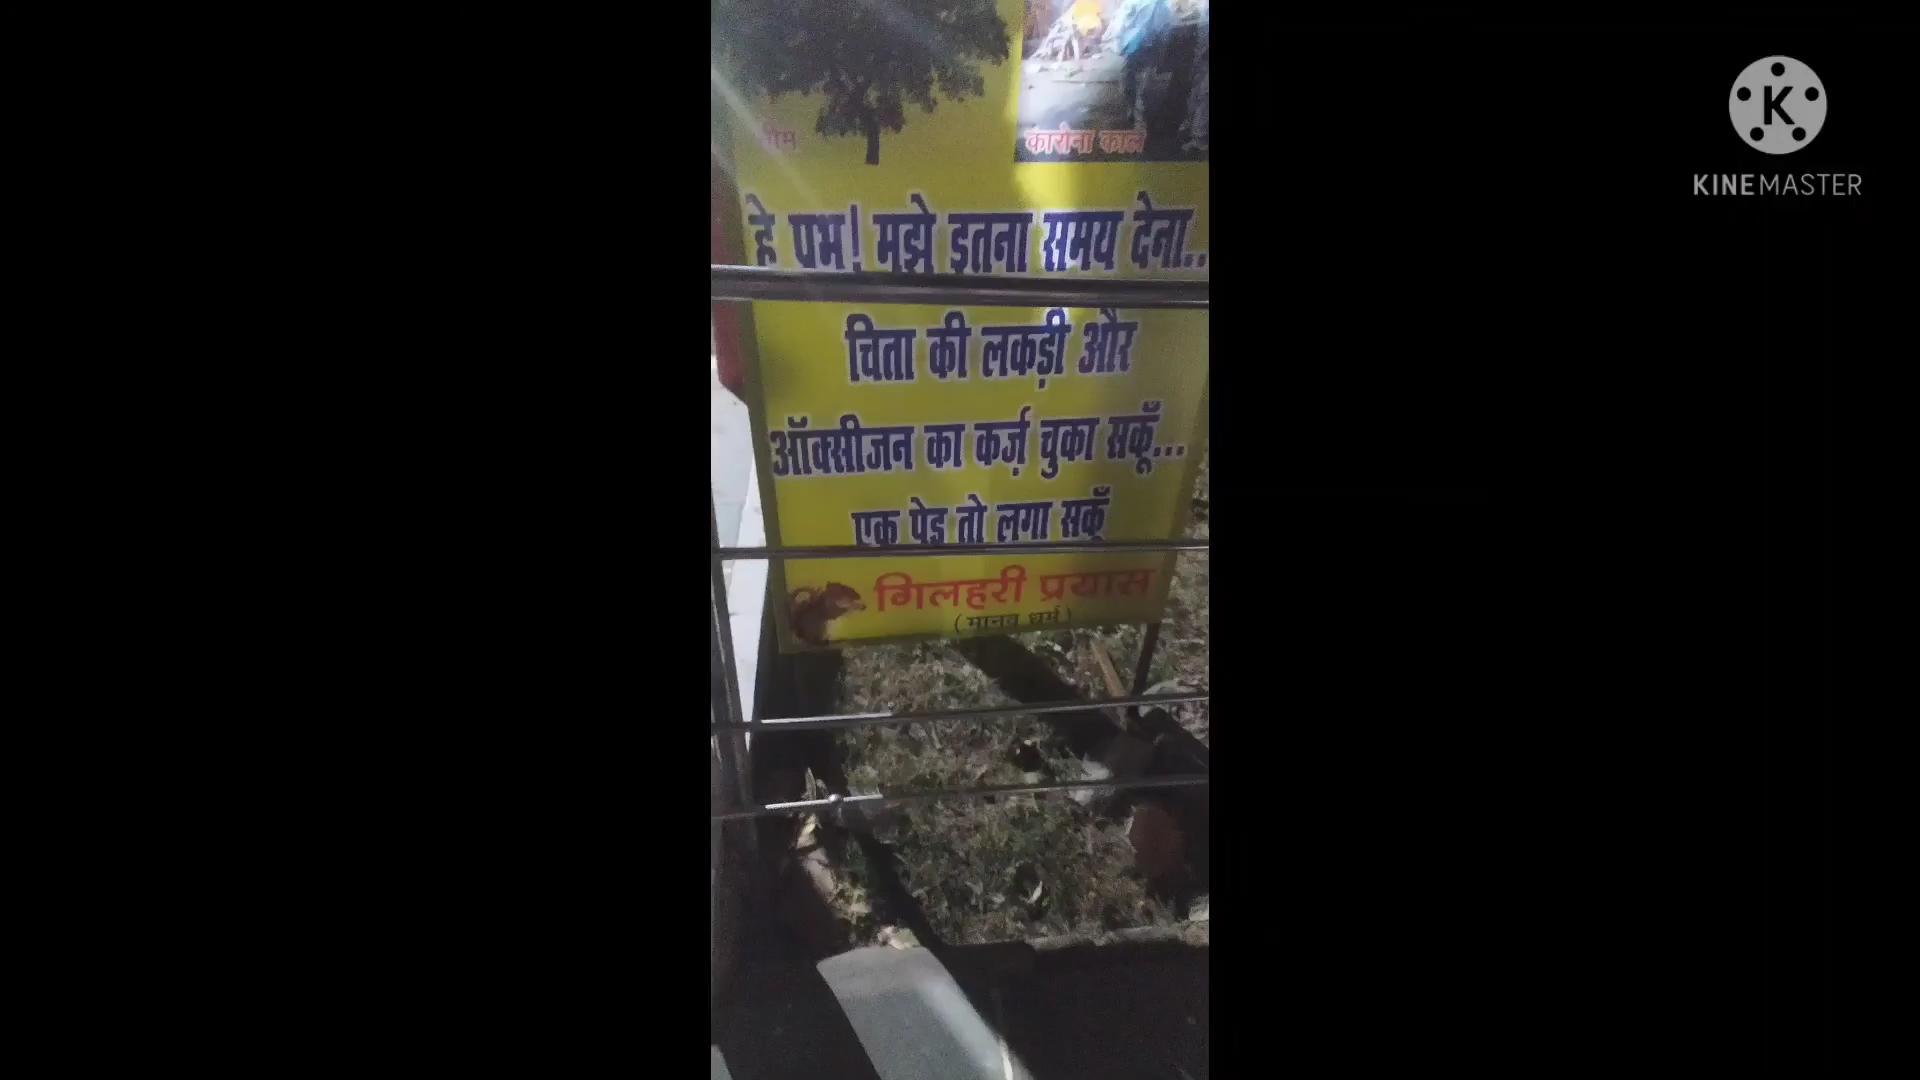 कोरोना काल
हे प्रभु! मुझे इतना समय देना..
चिता की लकड़ी और
ऑक्सीजन का कर्ज़ चुका सकूँ...
एक पेड़ तो लगा सकूँ
गिलहरी प्रयास
(मानव धर्म)
K
KINEMASTER